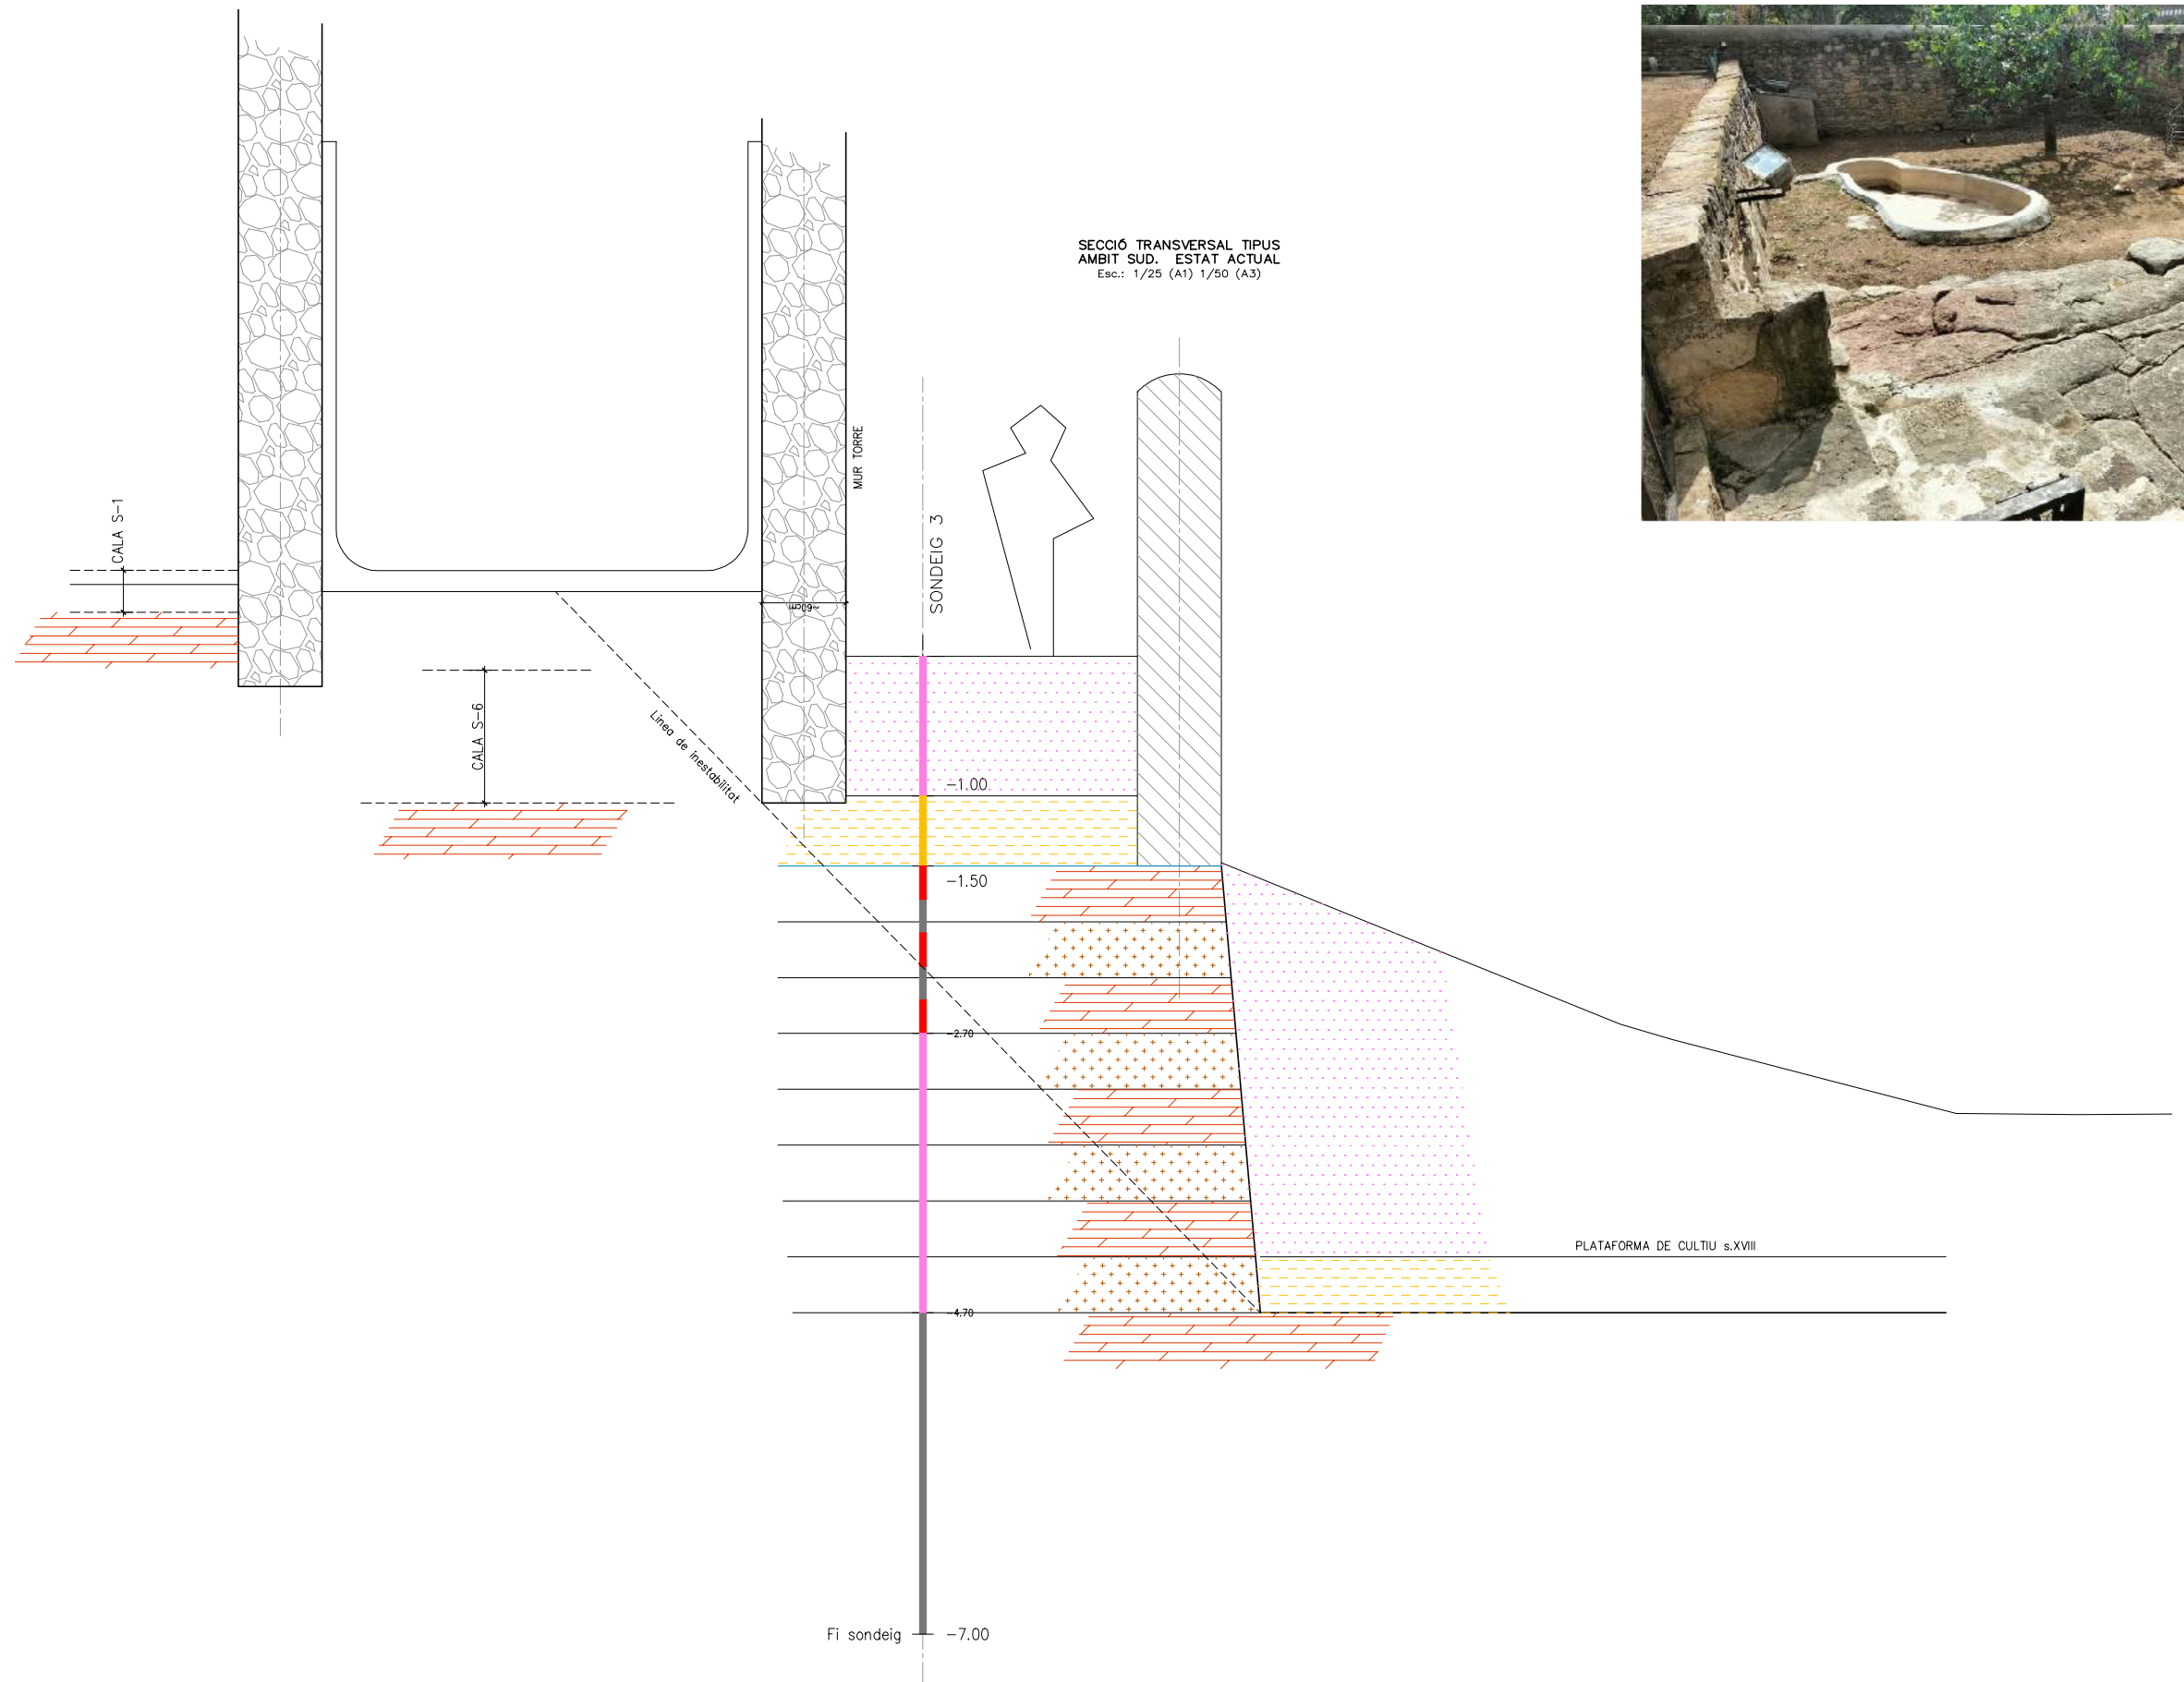 SECCIÓ TRANSVERSAL TIPUS
AMBIT SUD. ESTAT ACTUAL
Esc.: 1/25 (A1) 1/50 (A3)
CALA S-1
MUR TORRE
SONDEIG 3
~60cm
CALA S-6
Linea de inestabilitat
-1.00
-1.50
-2.70
PLATAFORMA DE CULTIU s.XVIII
-4.70
Fi sondeig -7.00